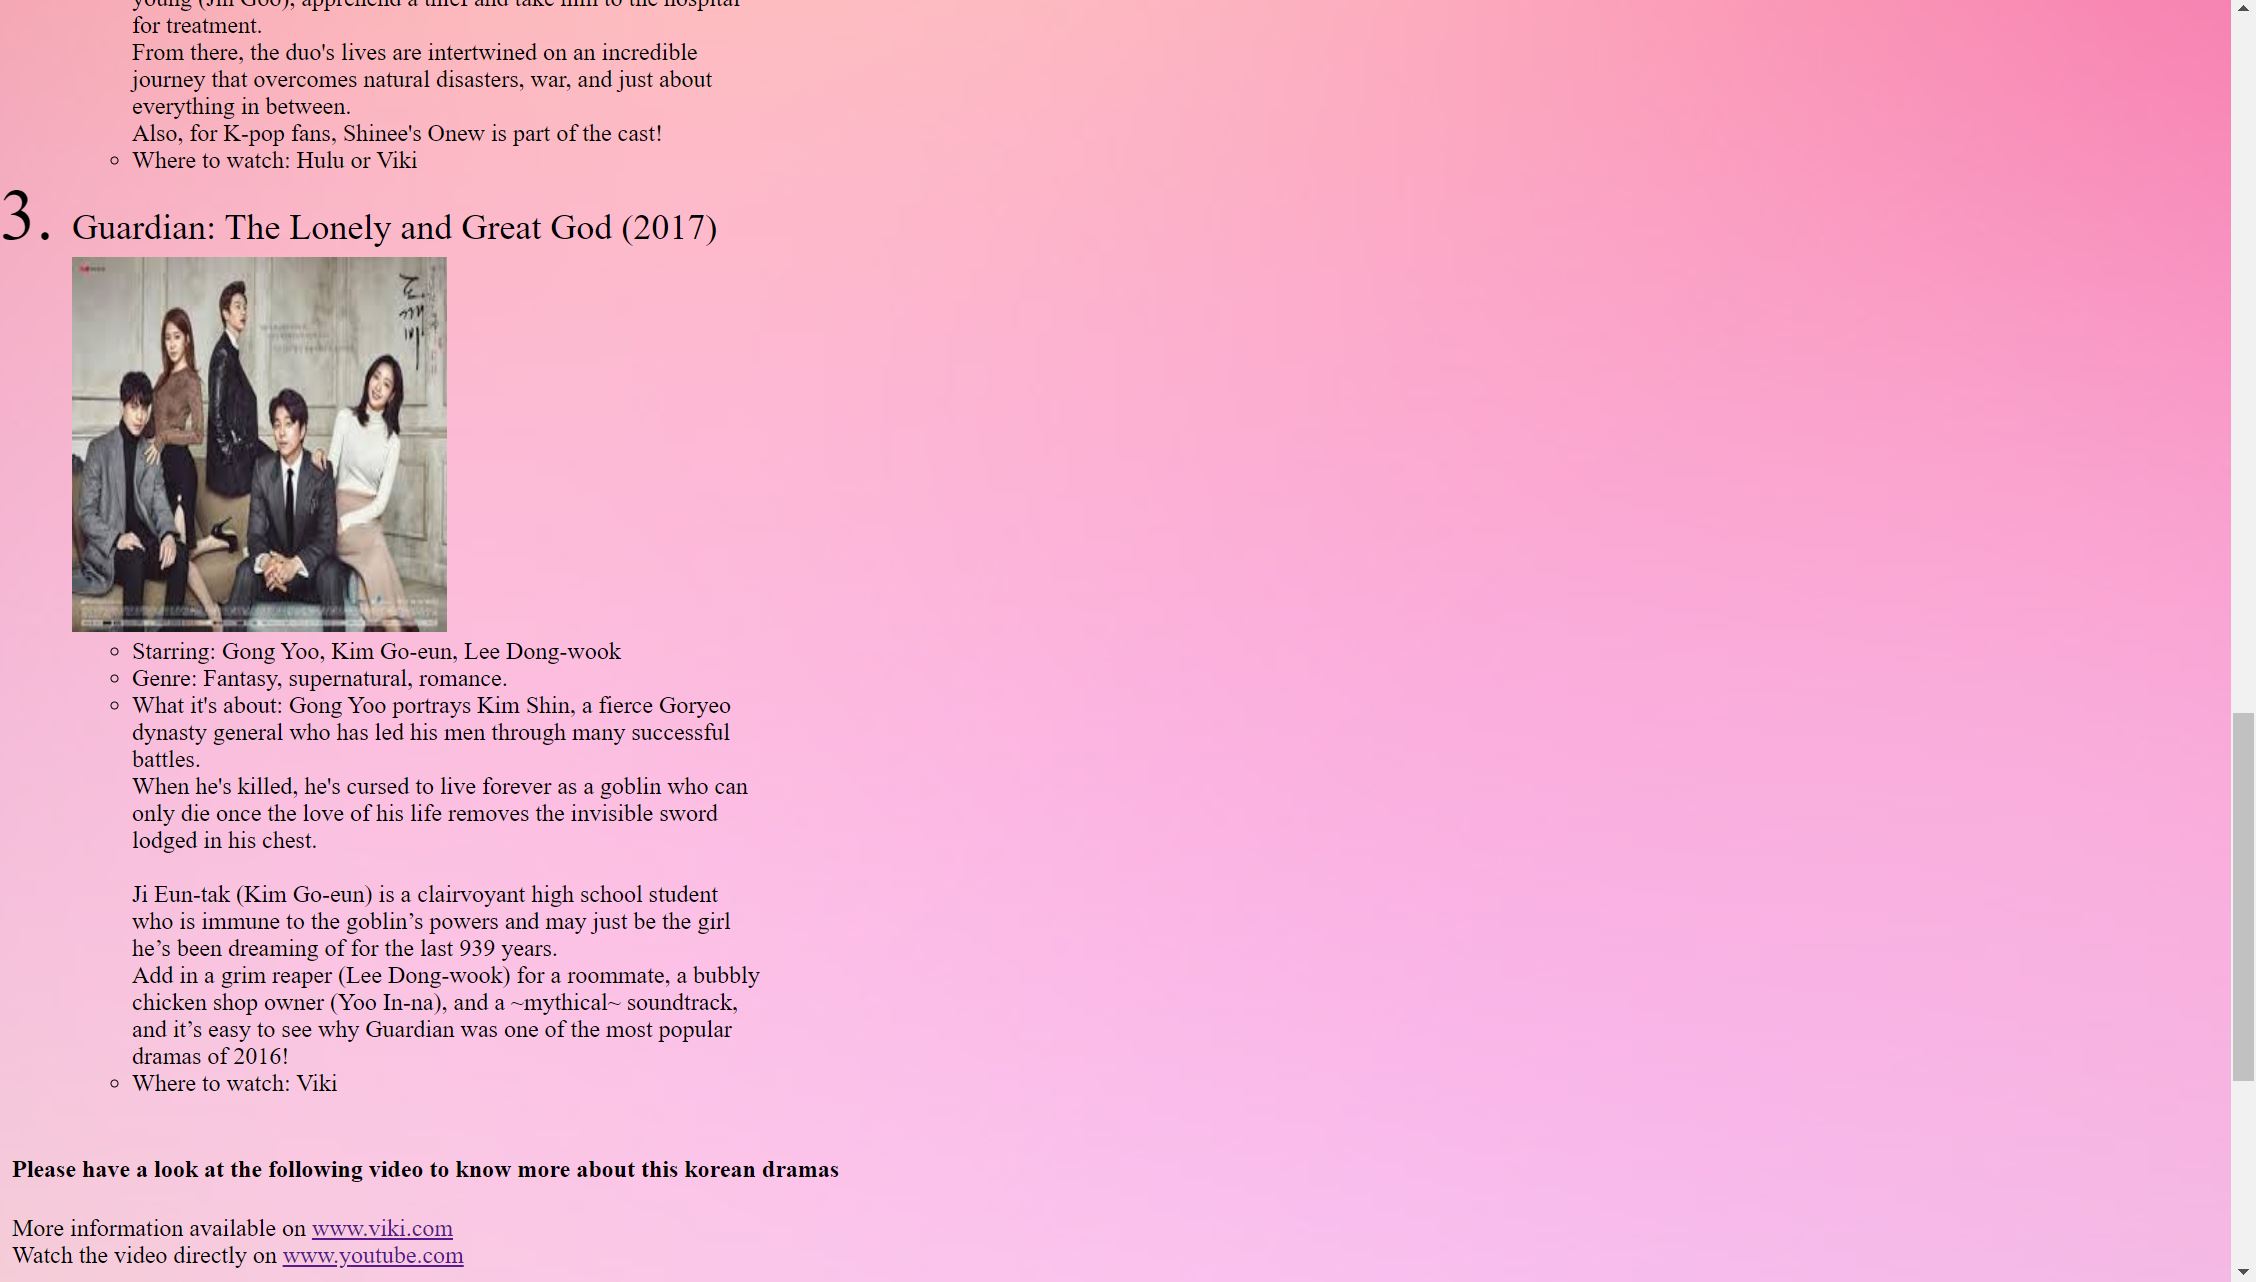 young (Jin Goo), apprehend a thief and take him to the hospital
for treatment.
From there, the duo's lives are intertwined on an incredible
journey that overcomes natural disasters, war, and just about
everything in between.
Also, for K-pop fans, Shinee's Onew is part of the cast!
Where to watch: Hulu or Viki
3. Guardian: The Lonely and Great God (2017)
도깨비
Starring: Gong Yoo, Kim Go-eun, Lee Dong-wook
Genre: Fantasy, supernatural, romance.
What it's about: Gong Yoo portrays Kim Shin, a fierce Goryeo
dynasty general who has led his men through many successful
battles.
When he's killed, he's cursed to live forever as a goblin who can
only die once the love of his life removes the invisible sword
lodged in his chest.
Ji Eun-tak (Kim Go-eun) is a clairvoyant high school student
who is immune to the goblin’s powers and may just be the girl
he’s been dreaming of for the last 939 years.
Add in a grim reaper (Lee Dong-wook) for a roommate, a bubbly
chicken shop owner (Yoo In-na), and a ~mythical~ soundtrack,
and it’s easy to see why Guardian was one of the most popular
dramas of 2016!
Where to watch: Viki
Please have a look at the following video to know more about this korean dramas
More information available on www.viki.com
Watch the video directly on www.youtube.com